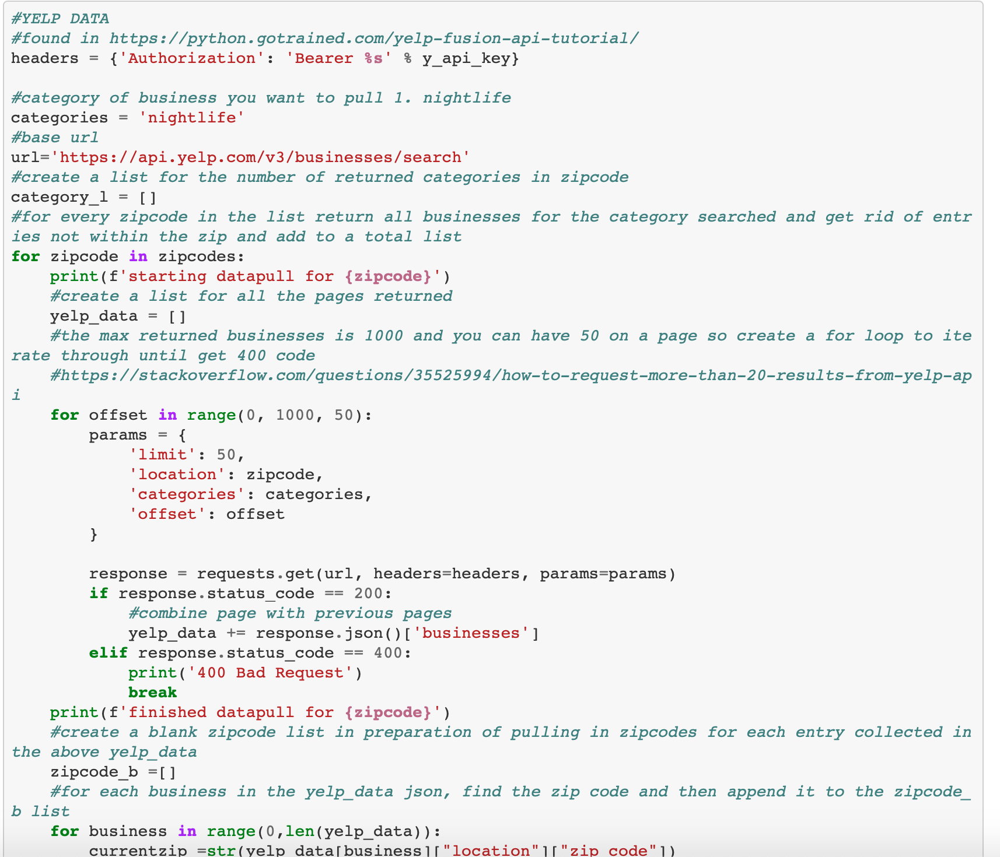 #YELP DATA
#found in https://python.gotrained.com/yelp-fusion-api-tutorial/
headers = {'Authorization': 'Bearer %s' % y_api_key}

#category of business you want to pull 1. nightlife
categories = 'nightlife'
#base url
url='https://api.yelp.com/v3/businesses/search'
#create a list for the number of returned categories in zipcode
category_l = []
#for every zipcode in the list return all businesses for the category searched and get rid of entr
ies not within the zip and add to a total list
for zipcode in zipcodes:
    print(f'starting datapull for {zipcode}')
    #create a list for all the pages returned
    yelp_data = []
    #the max returned businesses is 1000 and you can have 50 on a page so create a for loop to ite
rate through until get 400 code
    #https://stackoverflow.com/questions/35525994/how-to-request-more-than-20-results-from-yelp-ap
i
    for offset in range(0, 1000, 50):
        params = {
            'limit': 50,
            'location': zipcode,
            'categories': categories,
            'offset': offset
        }

        response = requests.get(url, headers=headers, params=params)
        if response.status_code == 200:
            #combine page with previous pages
            yelp_data += response.json()['businesses']
        elif response.status_code == 400:
            print('400 Bad Request')
            break
    print(f'finished datapull for {zipcode}')
    #create a blank zipcode list in preparation of pulling in zipcodes for each entry collected in
the above yelp_data
    zipcode_b =[]
    #for each business in the yelp_data json, find the zip code and then append it to the zipcode_
b list
    for business in range(0,len(yelp_data)):
        currentzip =str(yelp_data[business]["location"]["zip_code"])